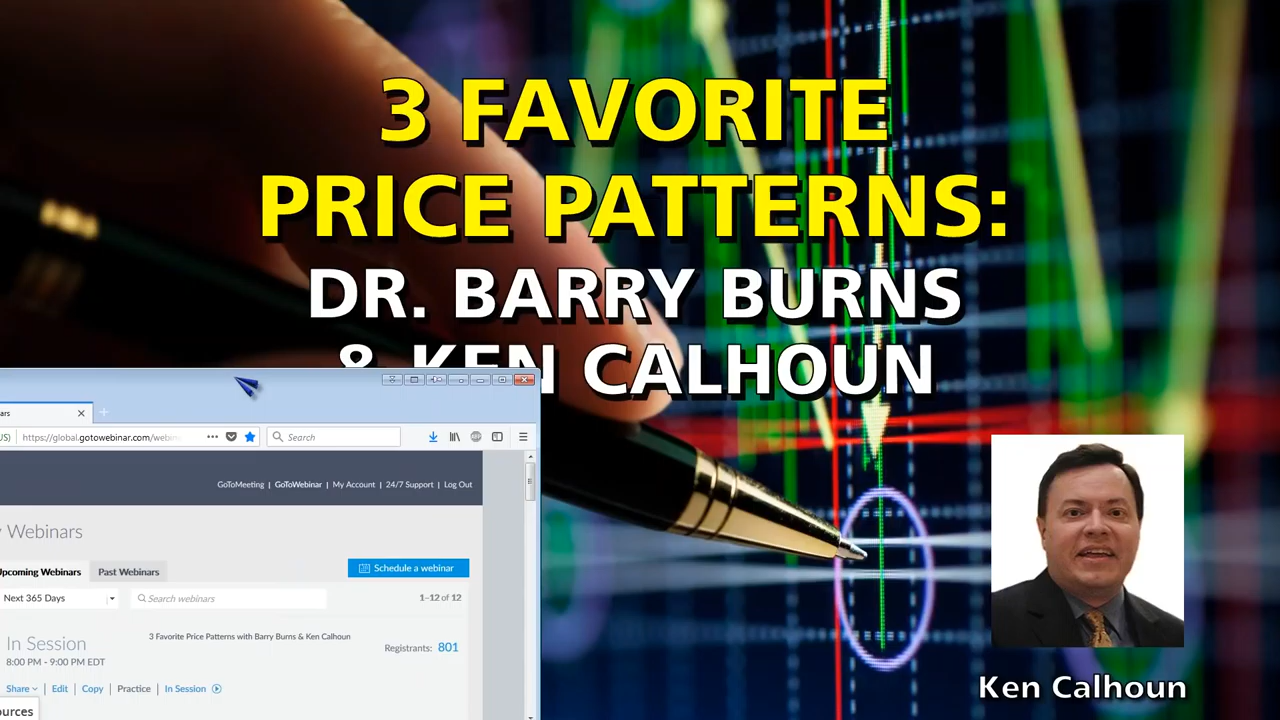 3 FAVORITE
PRICE PATTERNS:
DR. BARRY BURNS
& KEN CALHOUN
https://global.gotowebinar.com/webin
Search
GoToMeeting | GoToWebinar | My Account | 24/7 Support | Log Out
Webinars
Upcoming Webinars Past Webinars
Schedule a webinar
Next 365 Days
Search webinars
1–12 of 12
In Session
3 Favorite Price Patterns with Barry Burns & Ken Calhoun
Registrants: 801
8:00 PM - 9:00 PM EDT
Share Edit | Copy | Practice | In Session
Ken Calhoun